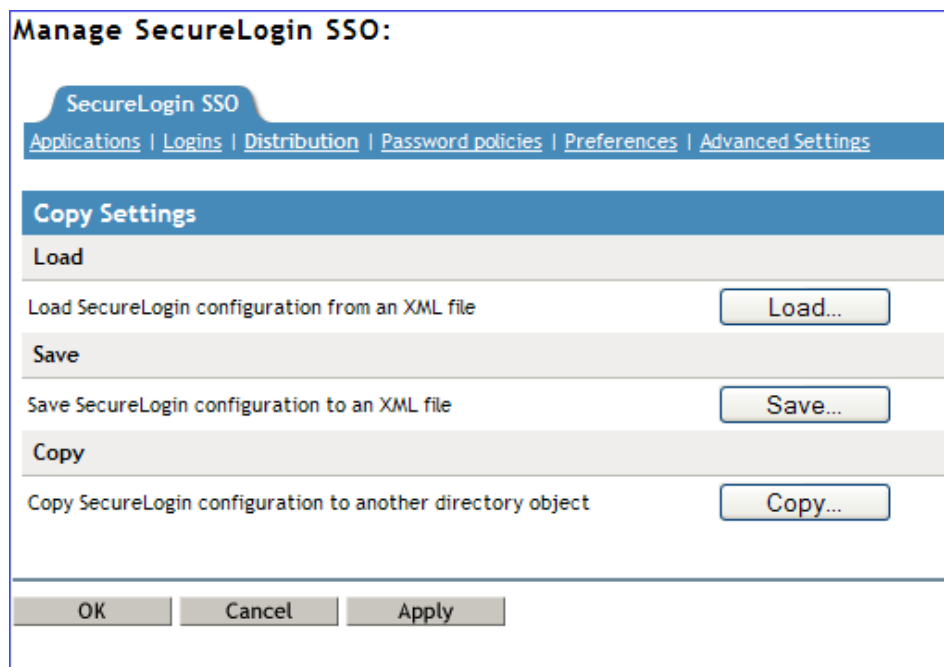 Manage SecureLogin SSO:
SecureLogin SSO
Applications | Logins | Distribution | Password policies | Preferences | Advanced Settings
Copy Settings
Load
Load SecureLogin configuration from an XML file Load...
Save
Save SecureLogin configuration to an XML file Save...
Copy
Copy SecureLogin configuration to another directory object Copy...
OK Cancel Apply